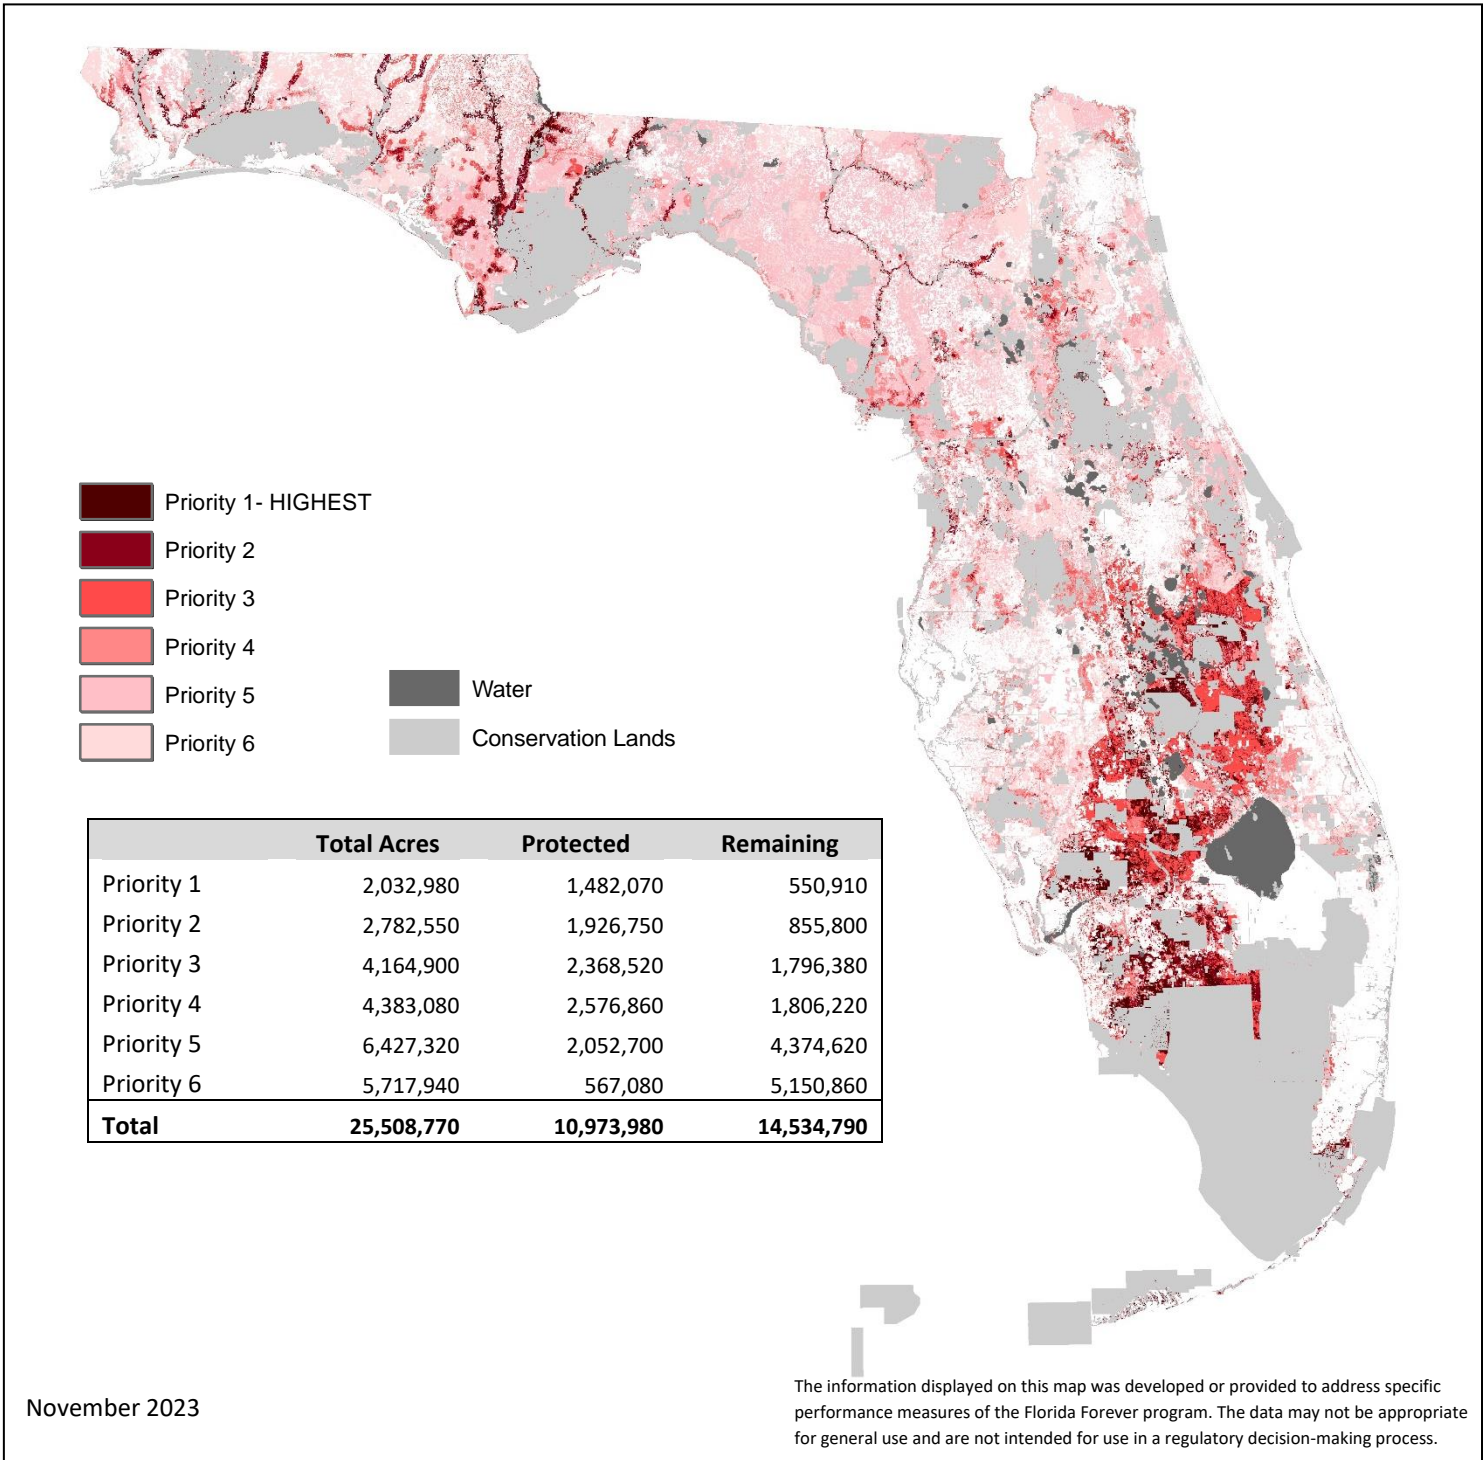 Priority 1- HIGHEST
Priority 2
Priority 3
Priority 4
Priority 5
Priority 6
Water
Conservation Lands
Total Acres Protected Remaining
Priority 1 2,032,980 1,482,070 550,910
Priority 2 2,782,550 1,926,750 855,800
Priority 3 4,164,900 2,368,520 1,796,380
Priority 4 4,383,080 2,576,860 1,806,220
Priority 5 6,427,320 2,052,700 4,374,620
Priority 6 5,717,940 567,080 5,150,860
Total 25,508,770 10,973,980 14,534,790
November 2023
The information displayed on this map was developed or provided to address specific
performance measures of the Florida Forever program. The data may not be appropriate
for general use and are not intended for use in a regulatory decision-making process.